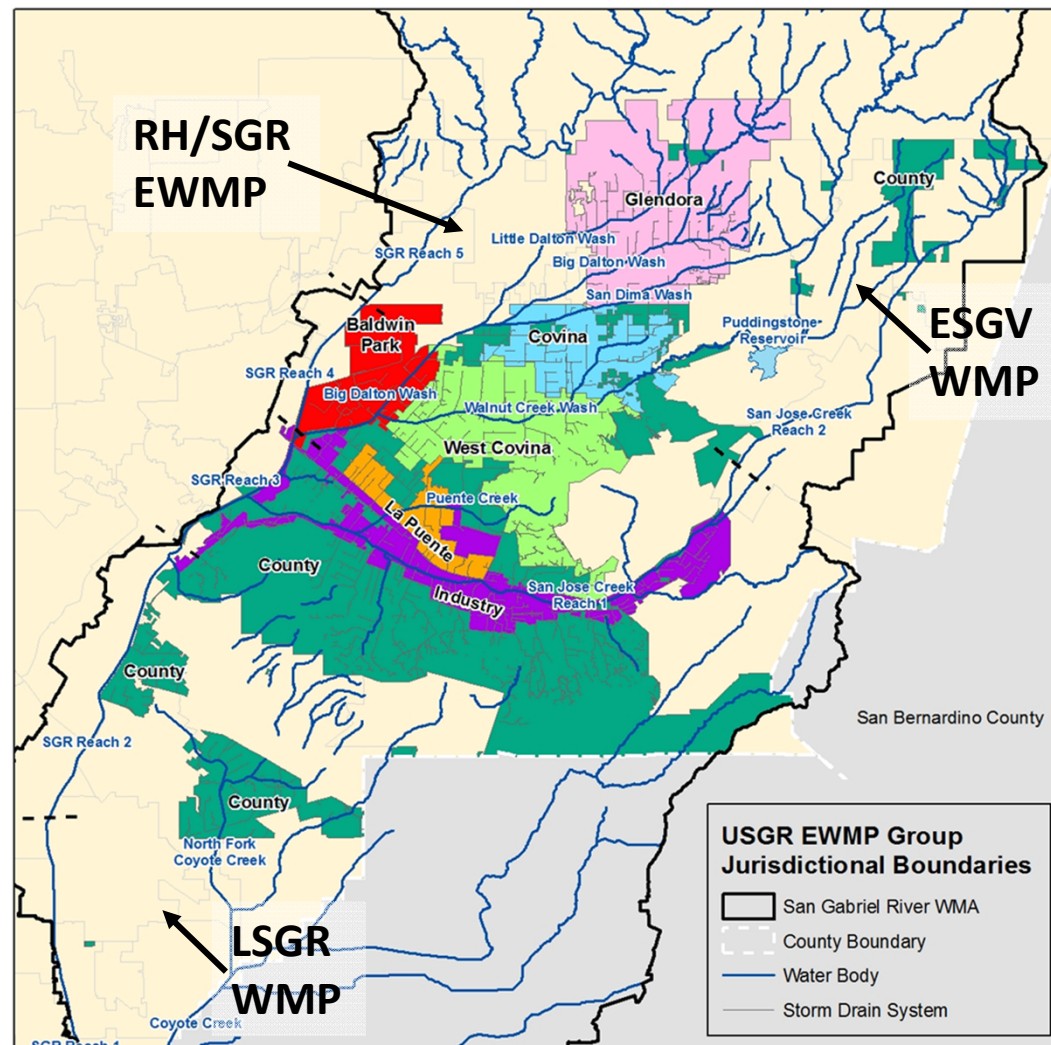 RH/SGR
EWMP
County
Glendora
Little Dalton Wash
SGR Reach 5
Big Dalton Wash
San Dima Wash
ESGV
WMP
Baldwin
Park
Covina
Puddingstone
Reservoir
SGR Reach 4
Big Dalton Wash
Walnut Creek Wash
San Jose Creek
Reach 2
West Covina
SGR Reach 3
Puente Creek
La Puente
County
San Jose Creek
Reach 1
Industry
County
San Bernardino County
SGR Reach 2
County
North Fork
Coyote Creek
LSGR
WMP
Coyote Creek
SGR Reach 1
USGR EWMP Group
Jurisdictional Boundaries
San Gabriel River WMA
County Boundary
Water Body
Storm Drain System